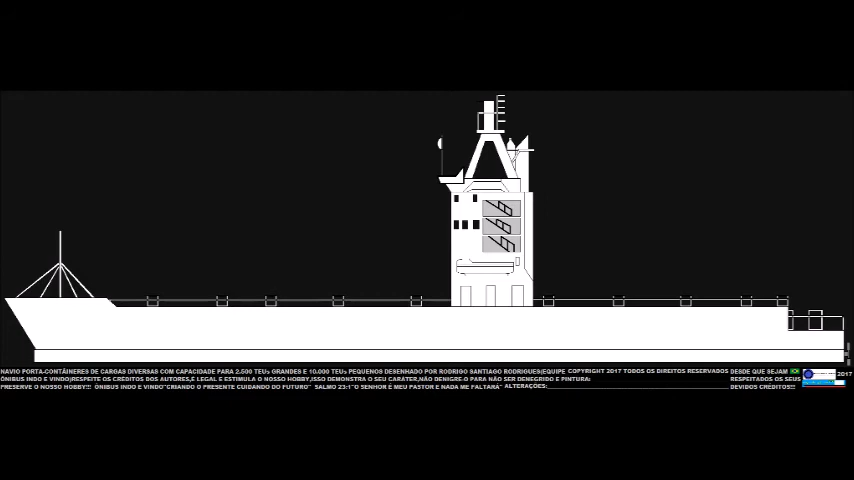 NAVIO PORTA-CONTÂINERES DE CARGAS DIVERSAS COM CAPACIDADE PARA 2.500 TEUs GRANDES E 10.000 TEUs PEQUENOS DESENHADO POR RODRIGO SANTIAGO RODRIGUES(EQUIPE COPYRIGHT 2017 TODOS OS DIREITOS RESERVADOS DESDE QUE SEJAM
ÔNIBUS INDO E VINDO)RESPEITE OS CRÉDITOS DOS AUTORES,É LEGAL E ESTIMULA O NOSSO HOBBY,ISSO DEMONSTRA O SEU CARÁTER,NÃO DENIGRE O PARA NÃO SER DENEGRIDO E PINTURA: RESPEITADOS OS SEUS 2017
PRESERVE O NOSSO HOBBY!!! ÔNIBUS INDO E VINDO"CRIANDO O PRESENTE CUIDANDO DO FUTURO" SALMO 23:1"O SENHOR É MEU PASTOR E NADA ME FALTARÁ" ALTERAÇÕES: DEVIDOS CRÉDITOS!!!